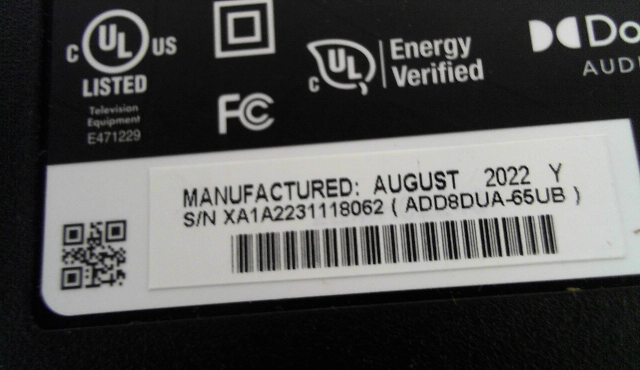 C UL US
LISTED
Television
Equipment
E471229
FC
C UL
Energy
Verified
AUDI
MANUFACTURED: AUGUST 2022 Y
S/N XA1A2231118062 ( ADD8DUA-65UB )